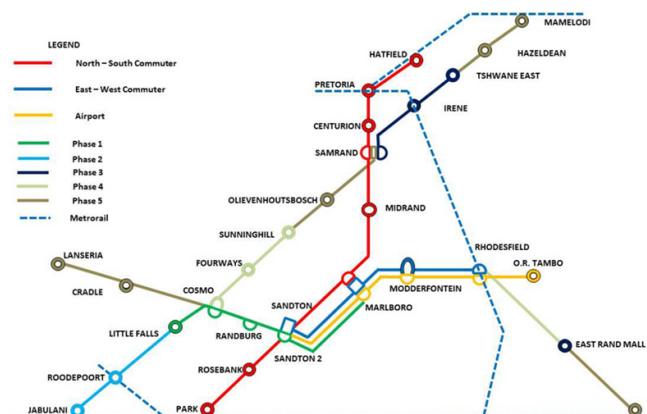 MAMELODI
LEGEND
HATFIELD
HAZELDEAN
North – South Commuter
TSHWANE EAST
PRETORIA
East – West Commuter
IRENE
Airport
CENTURION
Phase 1
SAMRAND
Phase 2
Phase 3
Phase 4
Phase 5
OLIEVENHOUTSBOSCH
MIDRAND
Metrorail
SUNNINGHILL
RHODESFIELD
LANSERIA
FOURWAYS
O.R. TAMBO
CRADLE
COSMO
MODDERFONTEIN
SANDTON
MARLBORO
LITTLE FALLS
RANDBURG
EAST RAND MALL
SANDTON 2
ROSEBANK
ROODEPOORT
JABULANI
PARK